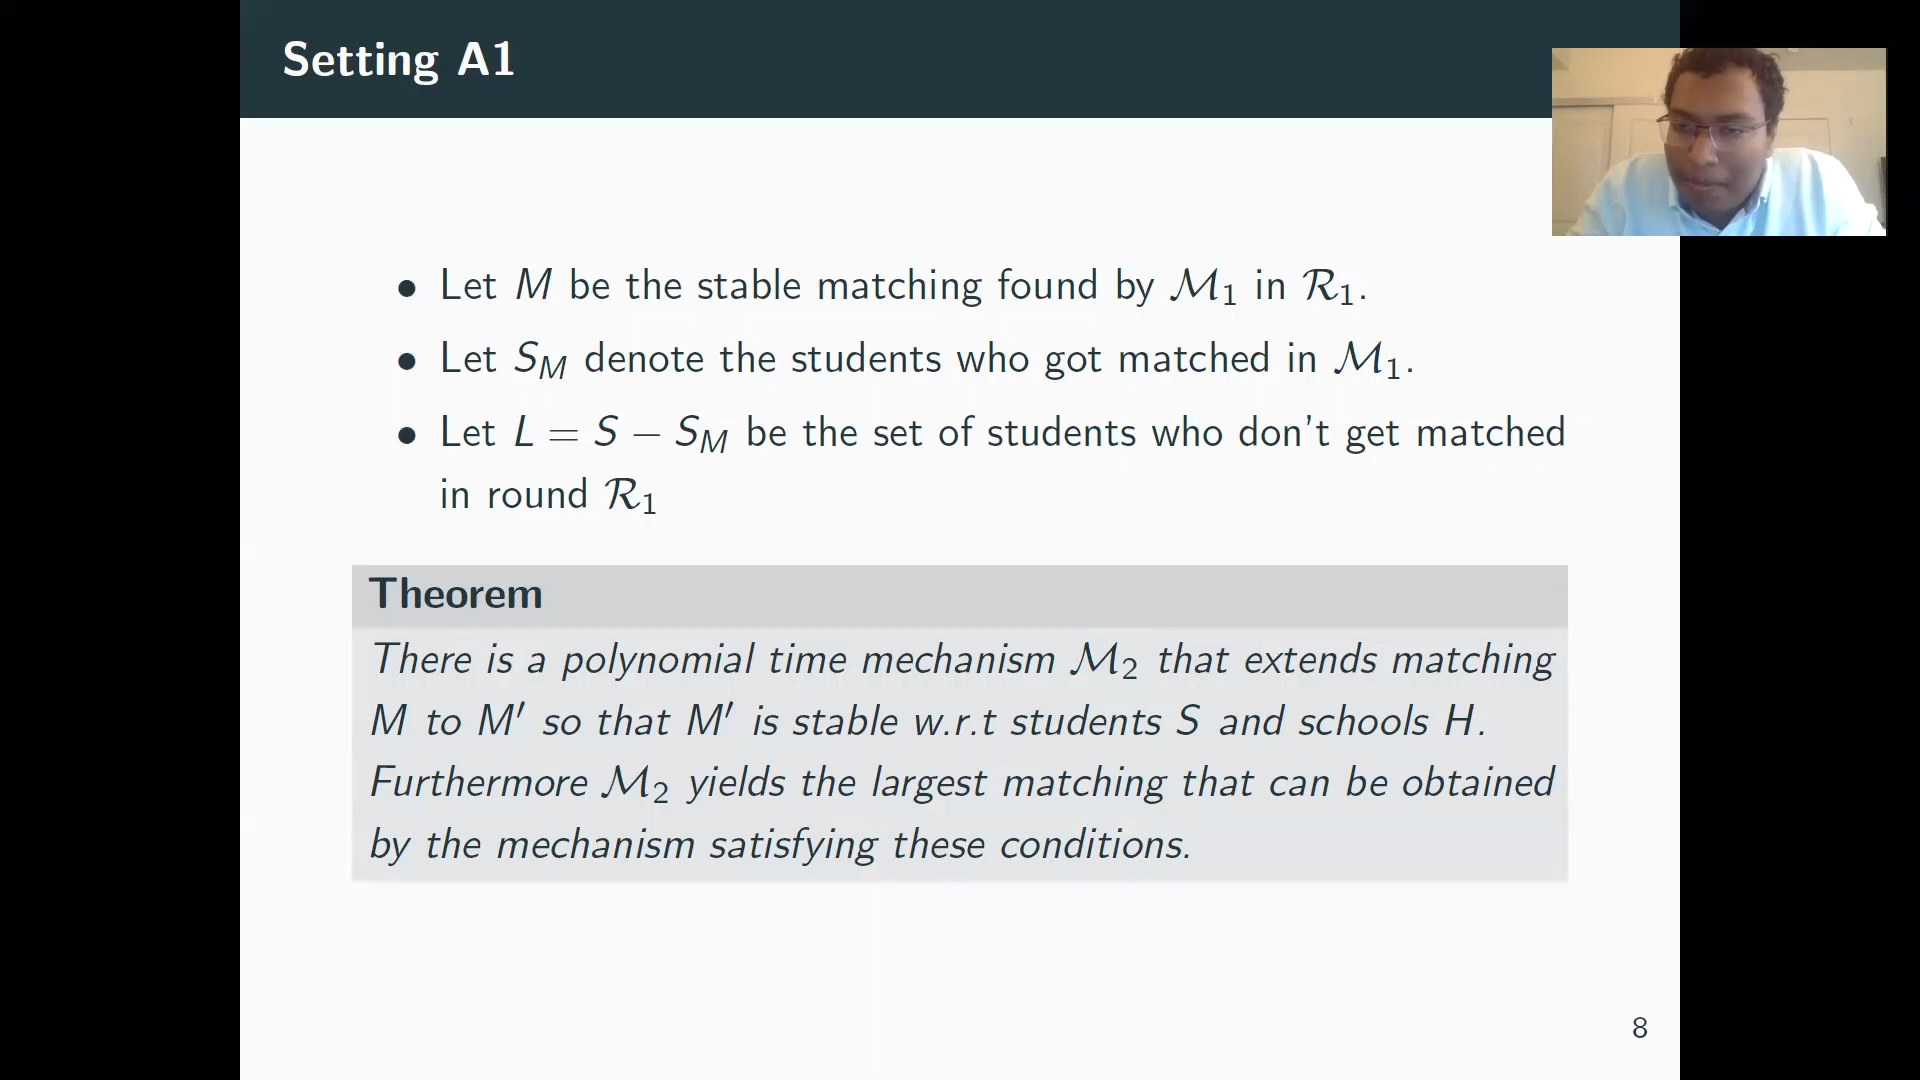 Setting A1
• Let M be the stable matching found by ℳ₁ in ℛ₁.
• Let S_M denote the students who got matched in ℳ₁.
• Let L = S − S_M be the set of students who don't get matched
in round ℛ₁
Theorem
There is a polynomial time mechanism ℳ₂ that extends matching
M to M′ so that M′ is stable w.r.t students S and schools H.
Furthermore ℳ₂ yields the largest matching that can be obtained
by the mechanism satisfying these conditions.
8